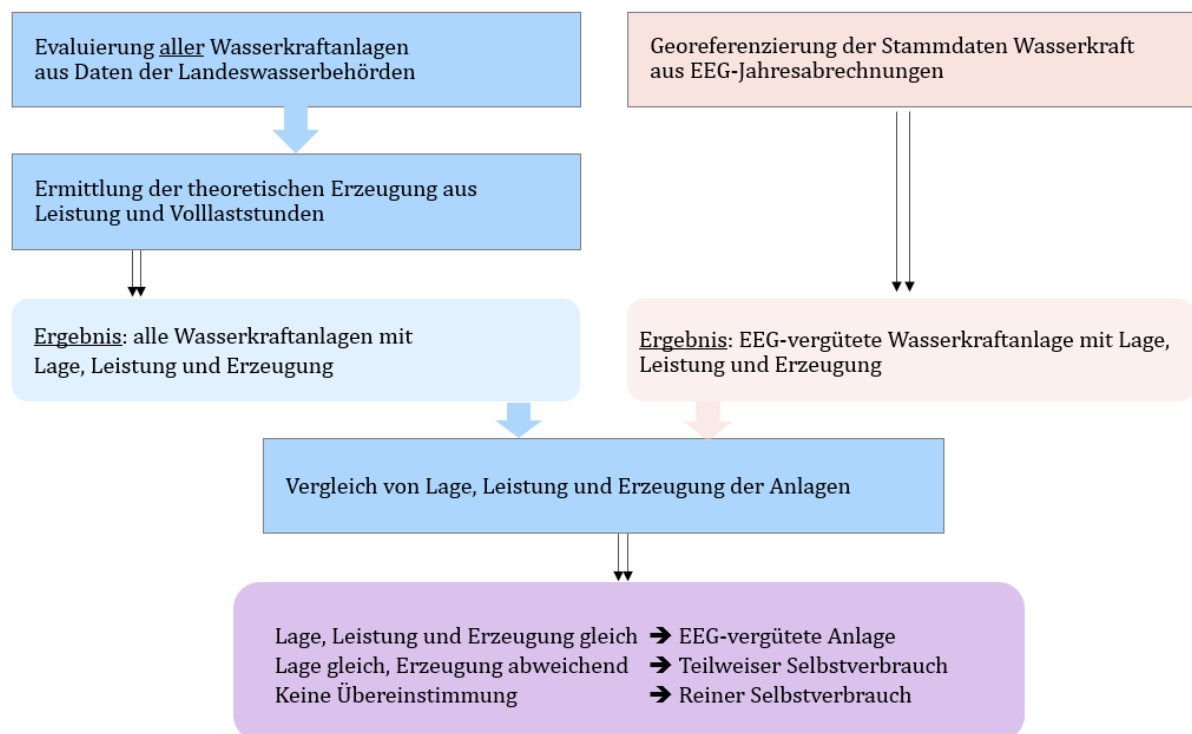 Evaluierung aller Wasserkraftanlagen
aus Daten der Landeswasserbehörden
Georeferenzierung der Stammdaten Wasserkraft
aus EEG-Jahresabrechnungen
Ermittlung der theoretischen Erzeugung aus
Leistung und Volllaststunden
Ergebnis: alle Wasserkraftanlagen mit
Lage, Leistung und Erzeugung
Ergebnis: EEG-vergütete Wasserkraftanlage mit Lage,
Leistung und Erzeugung
Vergleich von Lage, Leistung und Erzeugung der Anlagen
Lage, Leistung und Erzeugung gleich ➔ EEG-vergütete Anlage
Lage gleich, Erzeugung abweichend ➔ Teilweiser Selbstverbrauch
Keine Übereinstimmung ➔ Reiner Selbstverbrauch